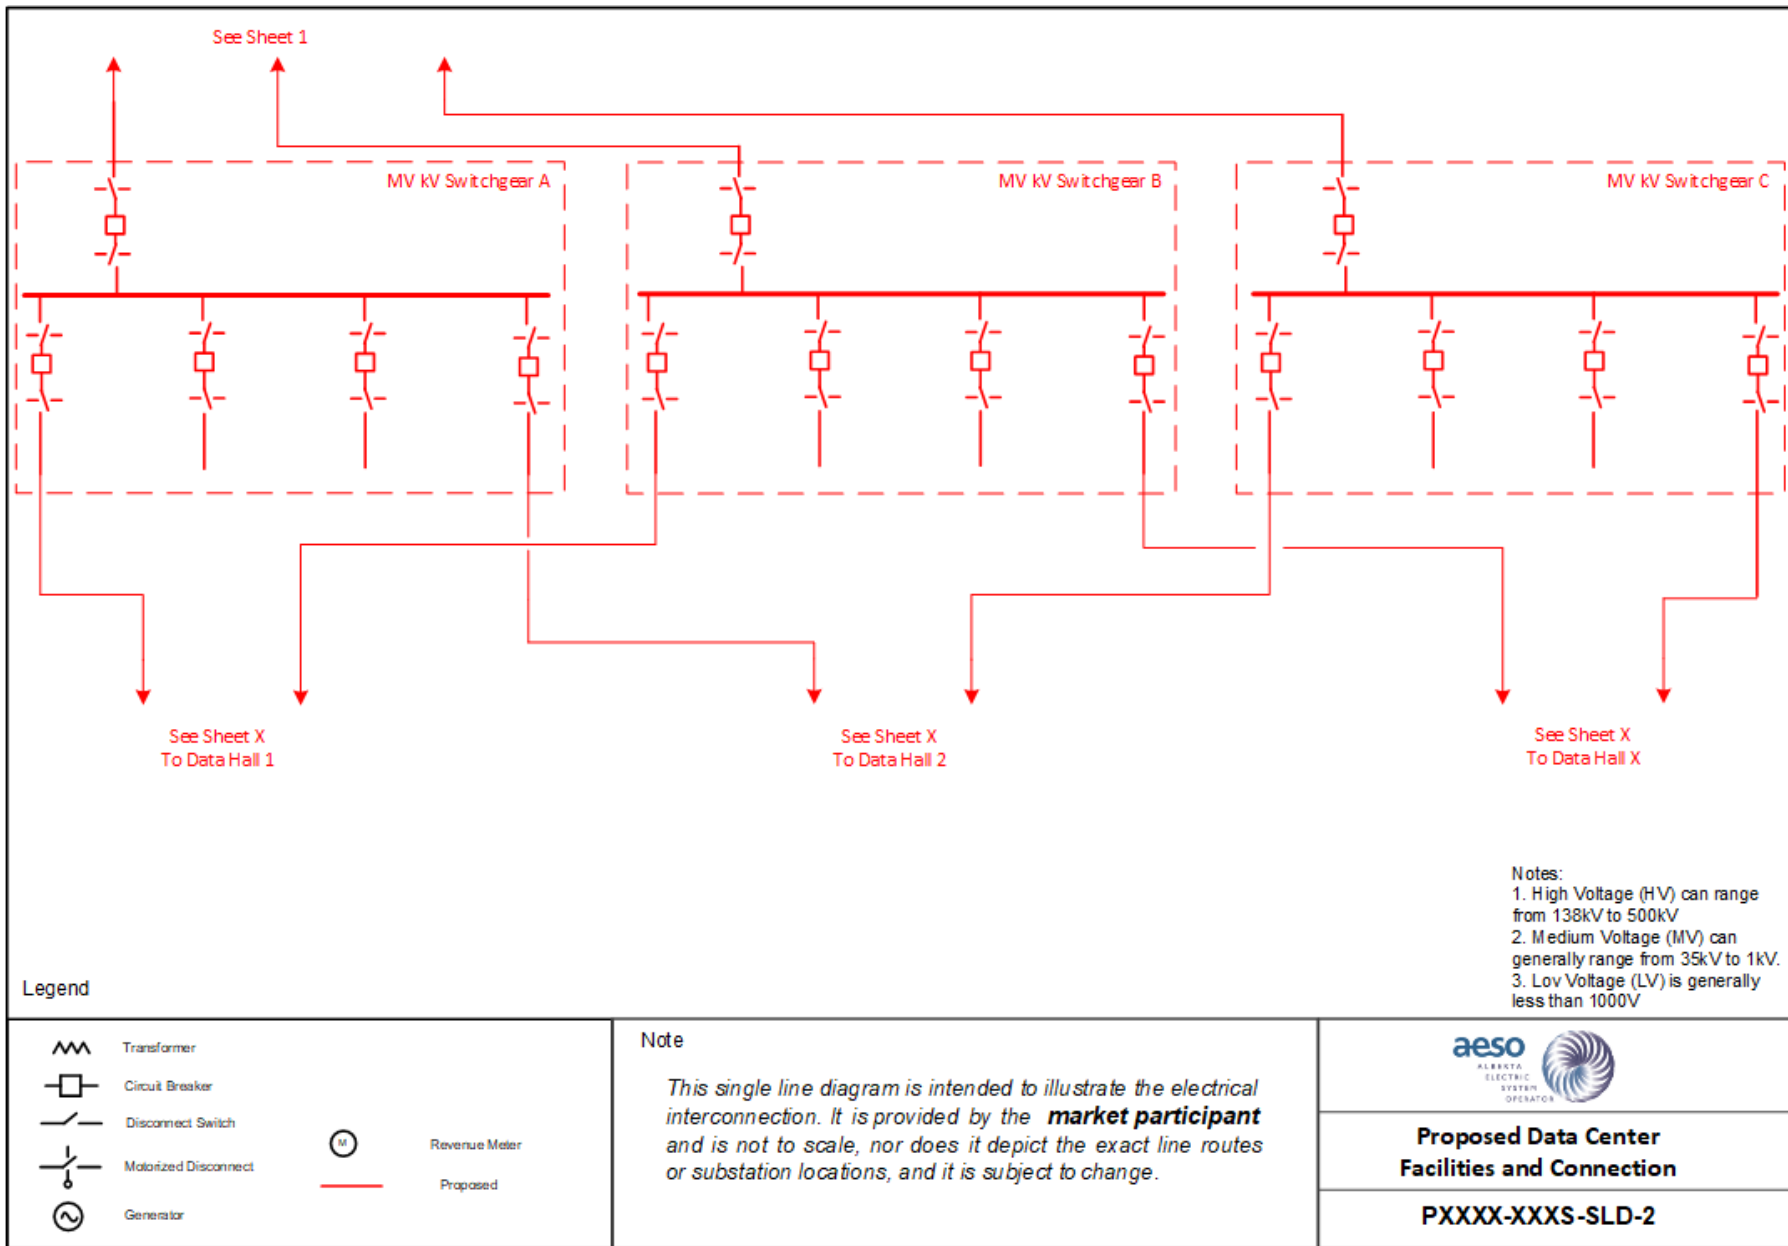 See Sheet 1
MV kV Switchgear A
MV kV Switchgear B
MV kV Switchgear C
See Sheet X
To Data Hall 1
See Sheet X
To Data Hall 2
See Sheet X
To Data Hall X
Notes:
1. High Voltage (HV) can range
from 138kV to 500kV
2. Medium Voltage (MV) can
generally range from 35kV to 1kV.
3. Lov Voltage (LV) is generally
less than 1000V
Legend
Transformer
Circuit Breaker
Disconnect Switch
Motorized Disconnect
Generator
M
Revenue Meter
Proposed
Note
This single line diagram is intended to illustrate the electrical
interconnection. It is provided by the market participant
and is not to scale, nor does it depict the exact line routes
or substation locations, and it is subject to change.
aeso
ALBERTA
ELECTRIC
SYSTEM
OPERATOR
Proposed Data Center
Facilities and Connection
PXXXX-XXXS-SLD-2